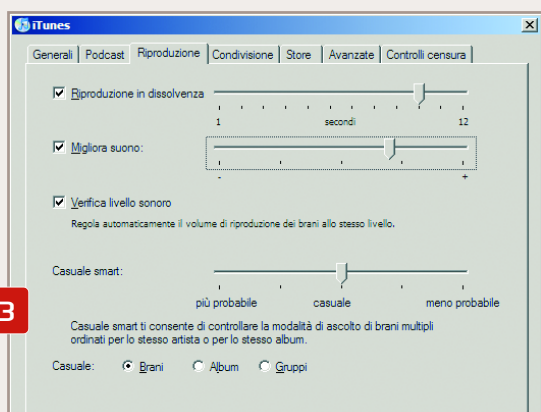 iTunes
Generali Podcast Riproduzione Condivisione Store Avanzate Controlli censura
Riproduzione in dissolvenza
1 secondi 12
Migliora suono:
- +
Verifica livello sonoro
Regola automaticamente il volume di riproduzione dei brani allo stesso livello.
Casuale smart:
più probabile casuale meno probabile
3
Casuale smart ti consente di controllare la modalità di ascolto di brani multipli
ordinati per lo stesso artista o per lo stesso album.
Casuale: Brani Album Gruppi